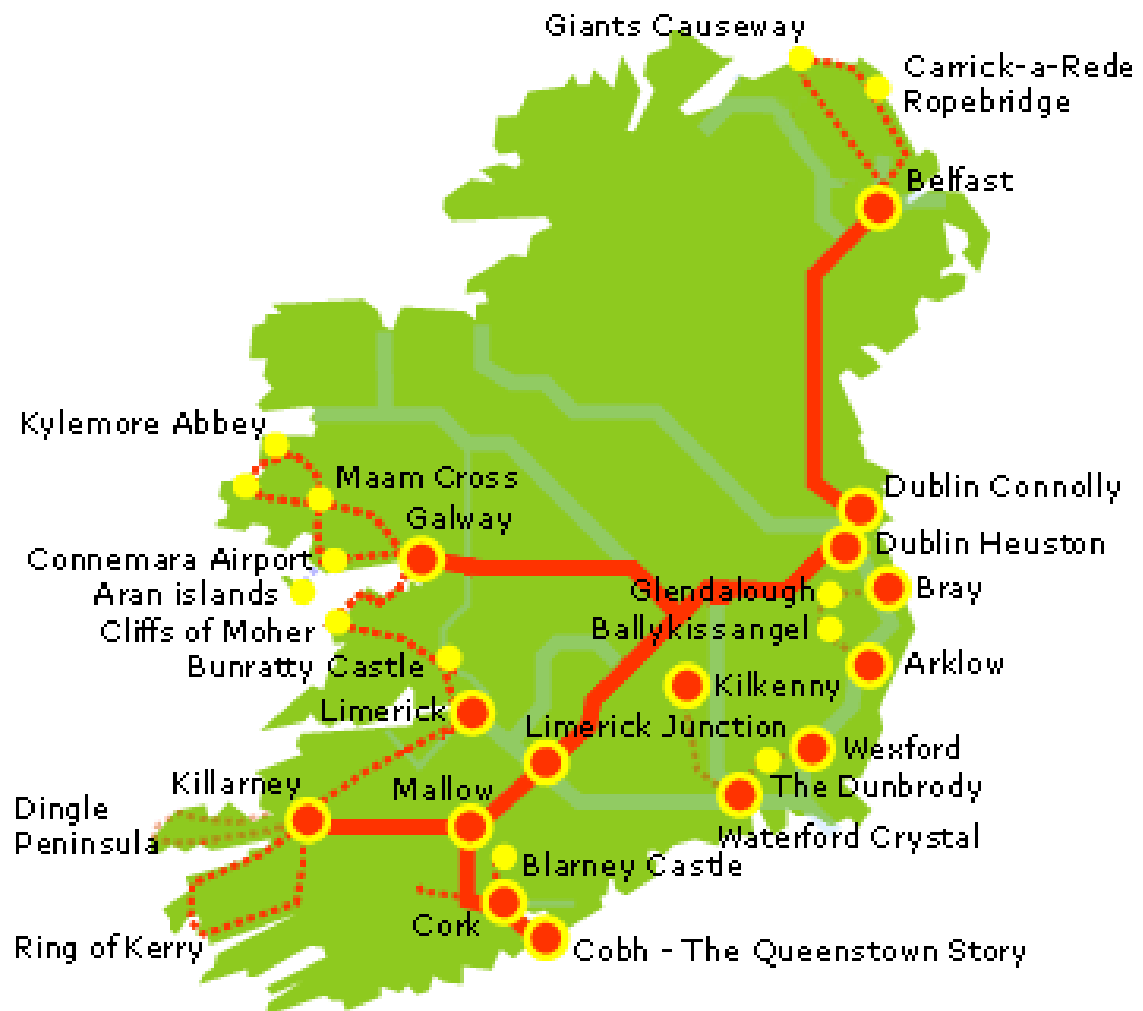 Giants Causeway
Carrick-a-Rede
Ropebridge
Belfast
Kylemore Abbey
Maam Cross
Dublin Connolly
Galway
Dublin Heuston
Connemara Airport
Bray
Glendalough
Aran islands
Cliffs of Moher
Ballykissangel
Bunratty Castle
Arklow
Kilkenny
Limerick
Limerick Junction
Wexford
Killarney
Mallow
The Dunbrody
Dingle
Peninsula
Waterford Crystal
Blarney Castle
Cork
Ring of Kerry
Cobh - The Queenstown Story